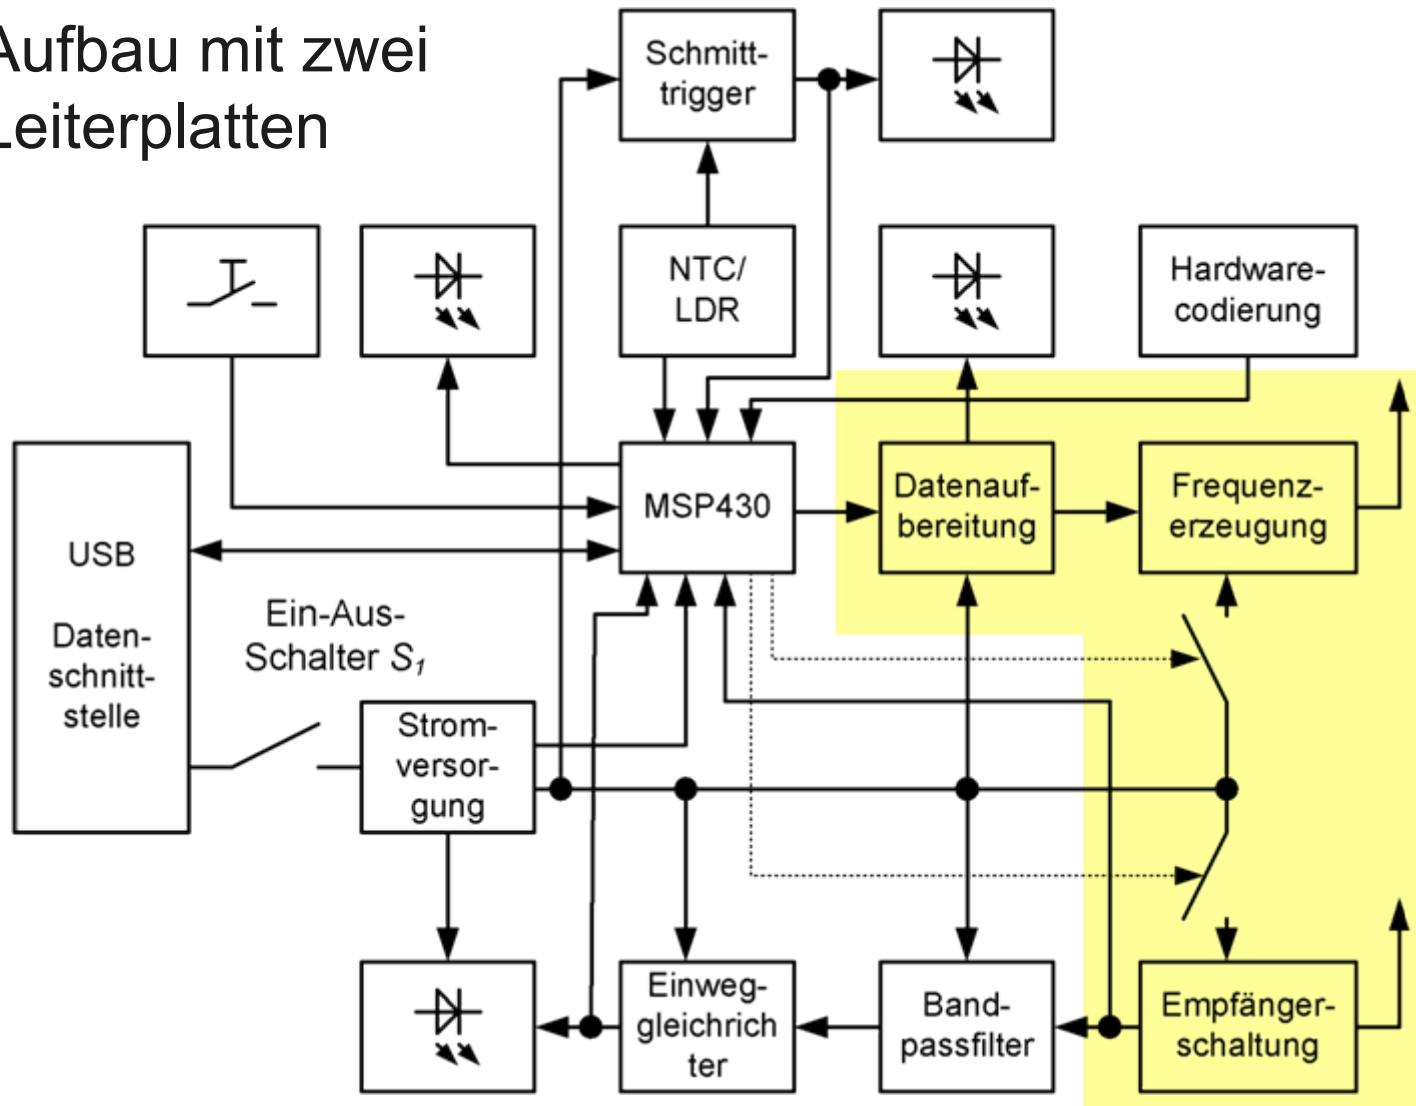 Aufbau mit zwei
Leiterplatten
Schmitt-
trigger
NTC/
LDR
Hardware-
codierung
MSP430
Datenauf-
bereitung
Frequenz-
erzeugung
USB
Daten-
schnitt-
stelle
Ein-Aus-
Schalter S1
Strom-
versor-
gung
Einweg-
gleichrich
ter
Band-
passfilter
Empfänger-
schaltung